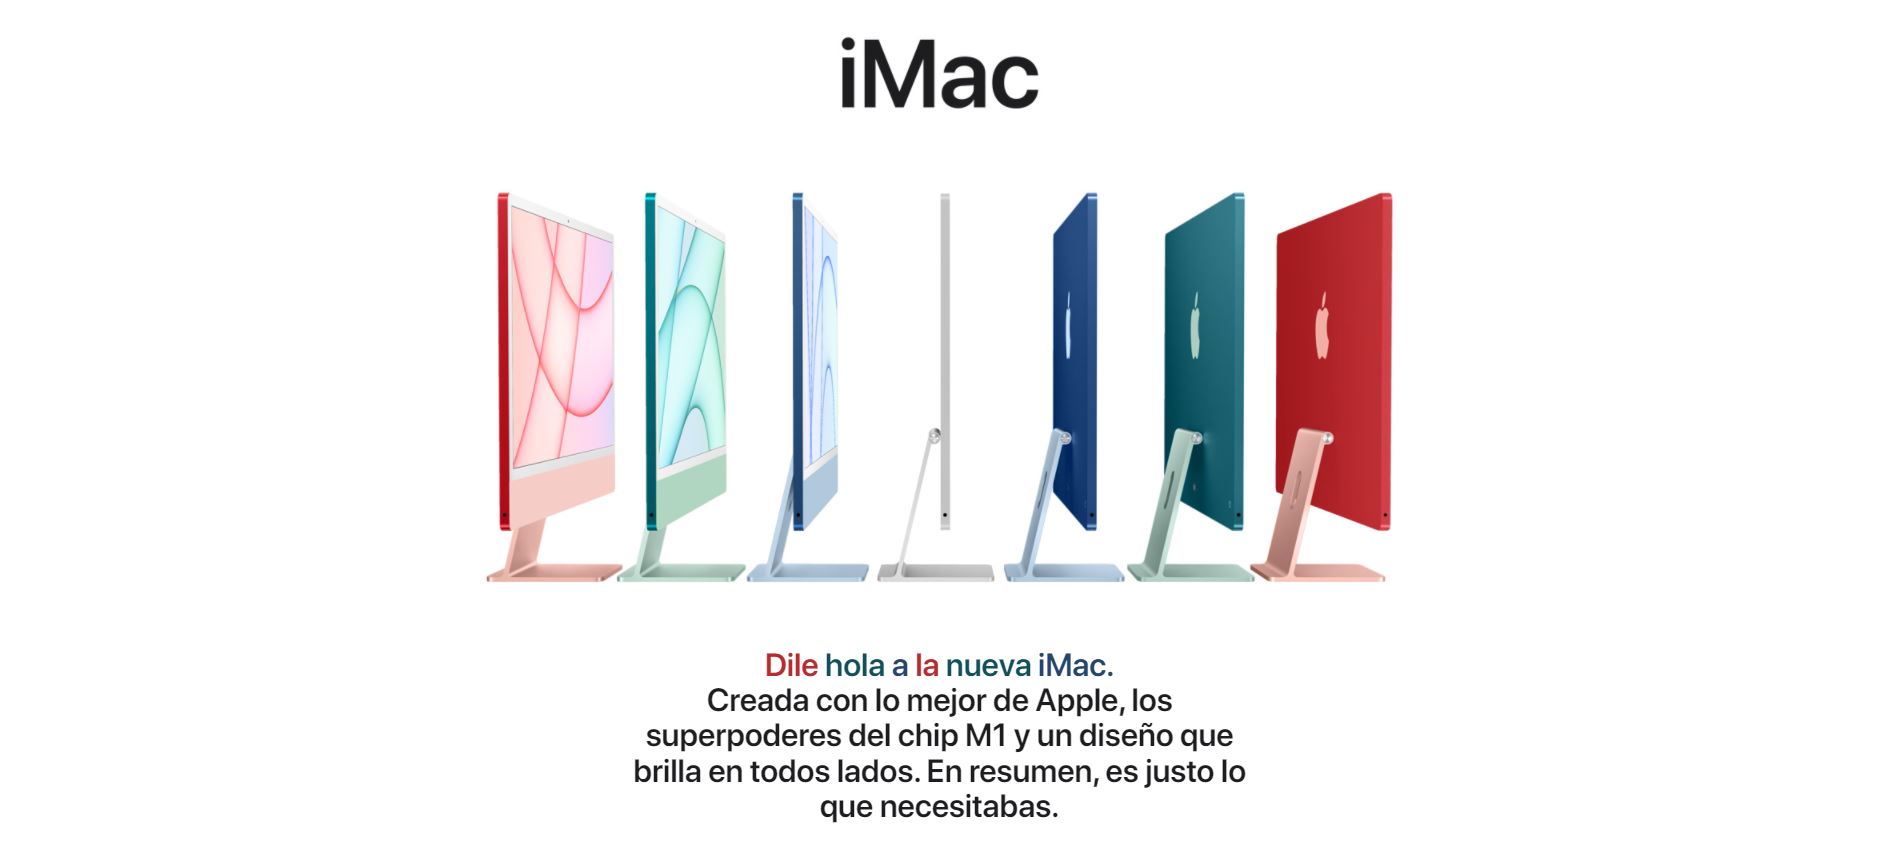 iMac
Dile hola a la nueva iMac.
Creada con lo mejor de Apple, los
superpoderes del chip M1 y un diseño que
brilla en todos lados. En resumen, es justo lo
que necesitabas.